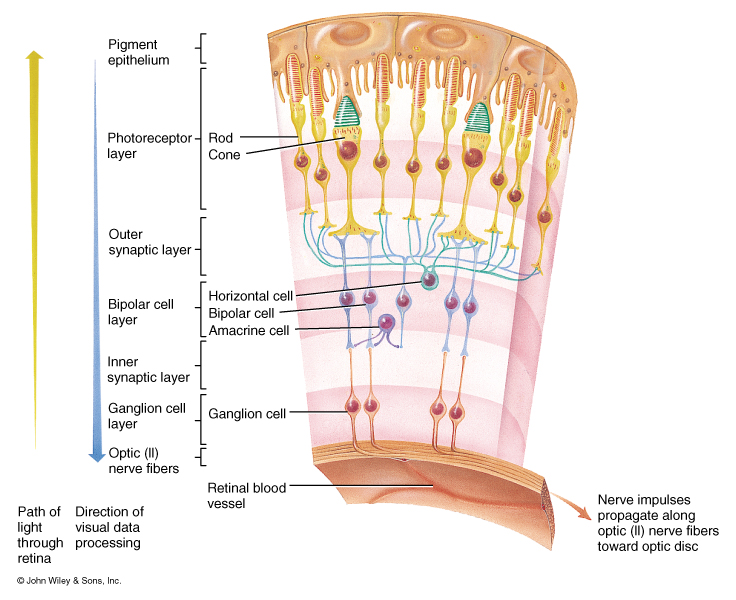 Pigment
epithelium
Photoreceptor
layer
Rod
Cone
Outer
synaptic layer
Horizontal cell
Bipolar cell
layer
Bipolar cell
Amacrine cell
Inner
synaptic layer
Ganglion cell
layer
Ganglion cell
Optic (II)
nerve fibers
Retinal blood
vessel
Path of
light
through
retina
Direction of
visual data
processing
Nerve impulses
propagate along
optic (II) nerve fibers
toward optic disc
© John Wiley & Sons, Inc.